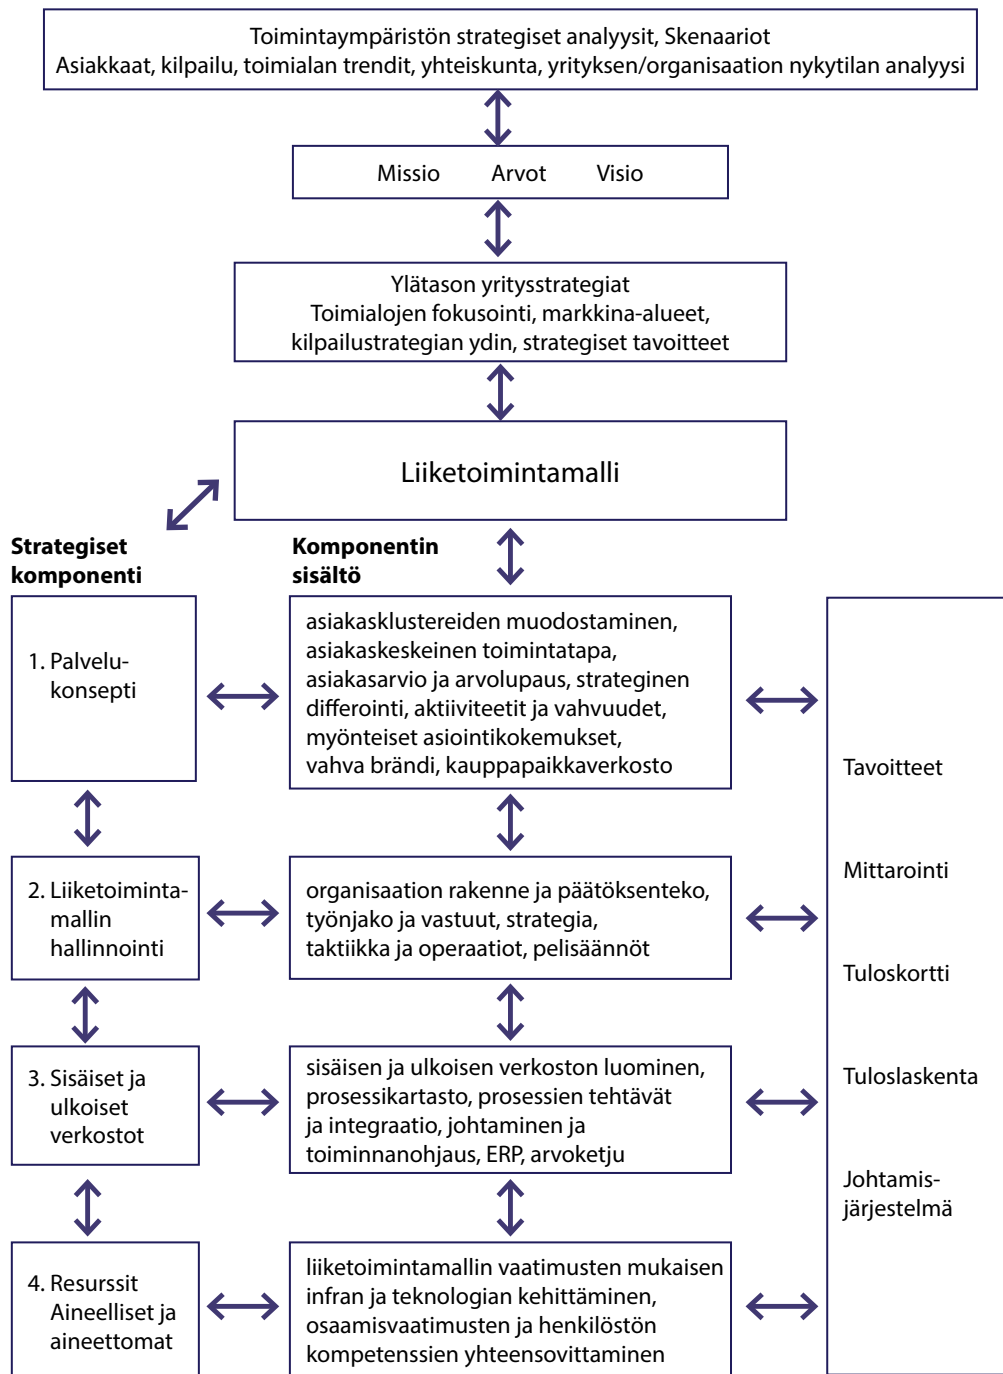 Toimintaympäristön strategiset analyysit, Skenaariot
Asiakkaat, kilpailu, toimialan trendit, yhteiskunta, yrityksen/organisaation nykytilan analyysi
Missio Arvot Visio
Ylätason yritysstrategiat
Toimialojen fokusointi, markkina-alueet,
kilpailustrategian ydin, strategiset tavoitteet
Liiketoimintamalli
Strategiset
komponenti
Komponentin
sisältö
1. Palvelu-
konsepti
asiakasklustereiden muodostaminen,
asiakaskeskeinen toimintatapa,
asiakasarvio ja arvolupaus, strateginen
differointi, aktiiviteetit ja vahvuudet,
myönteiset asiointikokemukset,
vahva brändi, kauppapaikkaverkosto
2. Liiketoiminta-
mallin
hallinnointi
organisaation rakenne ja päätöksenteko,
työnjako ja vastuut, strategia,
taktiikka ja operaatiot, pelisäännöt
3. Sisäiset ja
ulkoiset
verkostot
sisäisen ja ulkoisen verkoston luominen,
prosessikartasto, prosessien tehtävät
ja integraatio, johtaminen ja
toiminnanohjaus, ERP, arvoketju
4. Resurssit
Aineelliset ja
aineettomat
liiketoimintamallin vaatimusten mukaisen
infran ja teknologian kehittäminen,
osaamisvaatimusten ja henkilöstön
kompetenssien yhteensovittaminen
Tavoitteet
Mittarointi
Tuloskortti
Tuloslaskenta
Johtamis-
järjestelmä